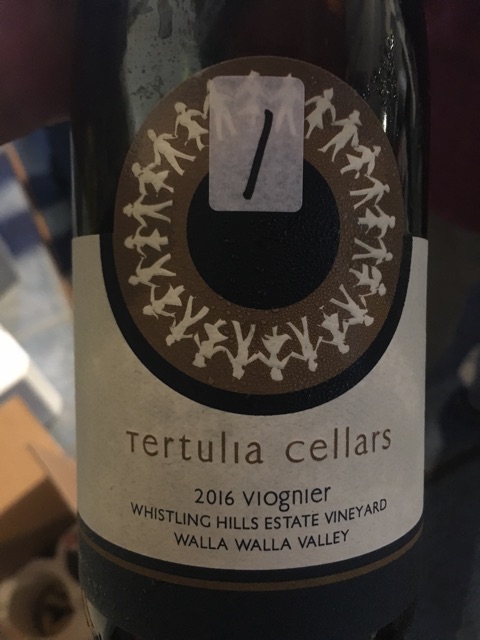 1
Tertulia cellars
2016 Viognier
WHISTLING HILLS ESTATE VINEYARD
WALLA WALLA VALLEY